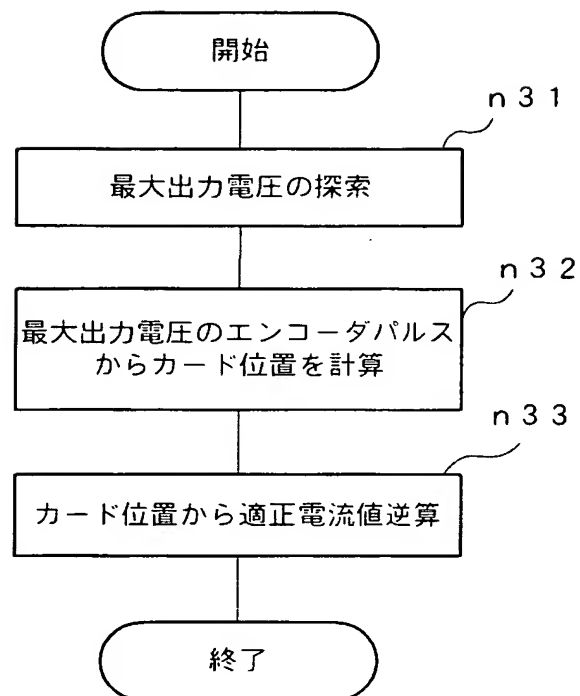 開始
n31
最大出力電圧の探索
n32
最大出力電圧のエンコーダパルス
からカード位置を計算
n33
カード位置から適正電流値逆算
終了